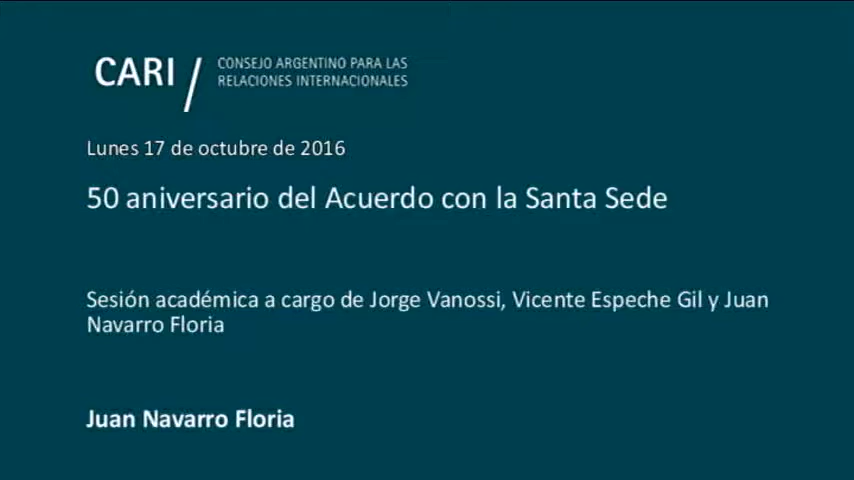 CARI
CONSEJO ARGENTINO PARA LAS
RELACIONES INTERNACIONALES
Lunes 17 de octubre de 2016
50 aniversario del Acuerdo con la Santa Sede
Sesión académica a cargo de Jorge Vanossi, Vicente Espeche Gil y Juan
Navarro Floria
Juan Navarro Floria